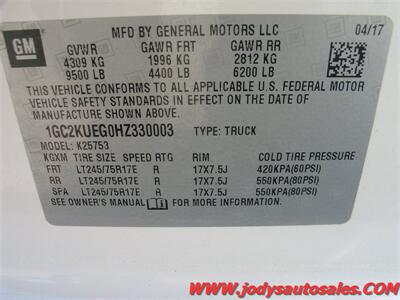 GM MFD BY GENERAL MOTORS LLC 04/17
GVWR GAWR FRT GAWR RR
4309 KG 1996 KG 2812 KG
9500 LB 4400 LB 6200 LB
THIS VEHICLE CONFORMS TO ALL APPLICABLE U.S. FEDERAL MOTOR
VEHICLE SAFETY STANDARDS IN EFFECT ON THE DATE OF
MANUFACTURE SHOWN ABOVE.
1GC2KUEG0HZ330003 TYPE: TRUCK
MODEL: K25753
KGXM TIRE SIZE SPEED RTG RIM COLD TIRE PRESSURE
FRT LT245/75R17E R 17X7.5J 420KPA(60PSI)
RR LT245/75R17E R 17X7.5J 550KPA(80PSI)
SPA LT245/75R17E R 17X7.5J 550KPA(80PSI)
SEE OWNER'S MANUAL FOR ADDITIONAL INFORMATION.
www.jodysautosales.com